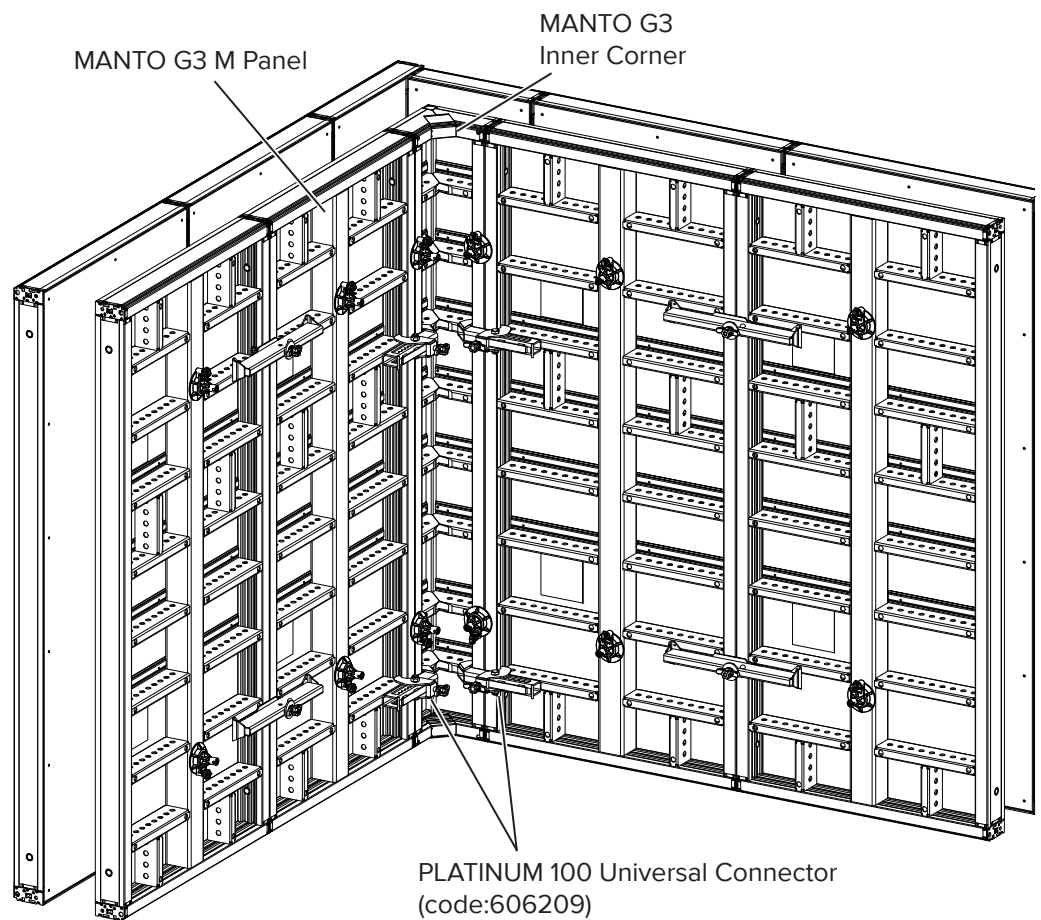 MANTO G3 M Panel
MANTO G3
Inner Corner
PLATINUM 100 Universal Connector
(code:606209)